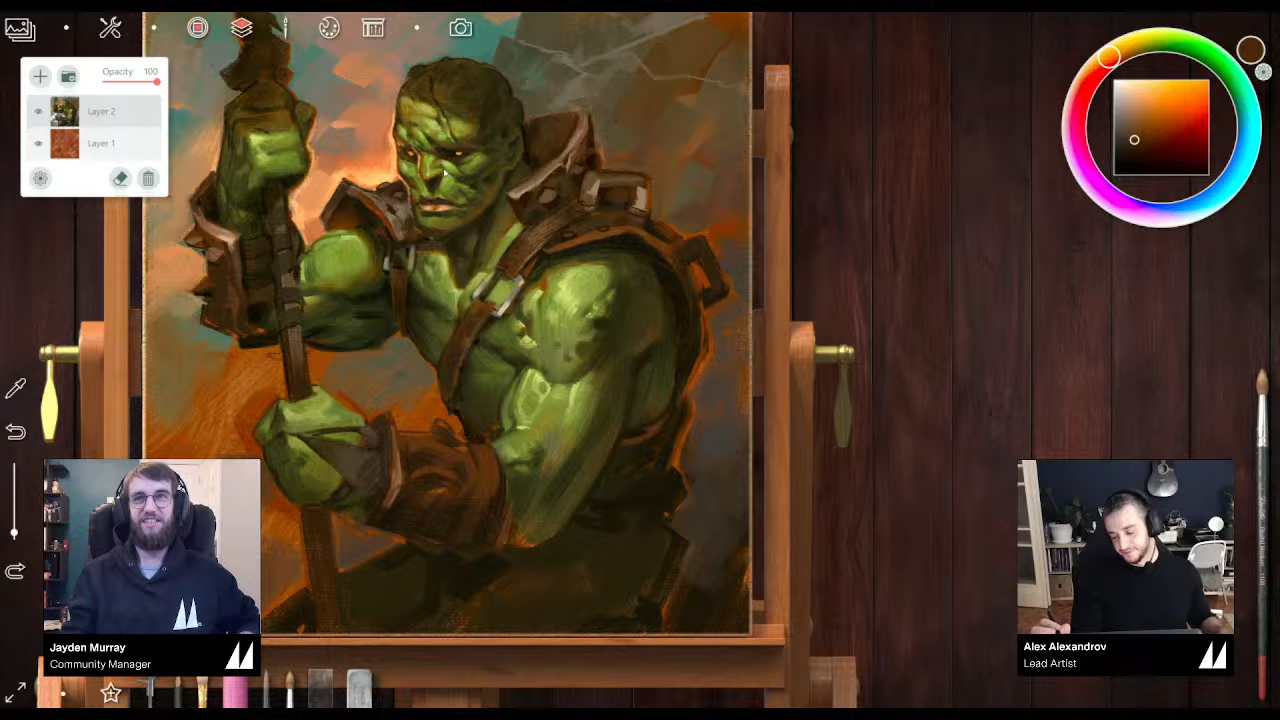 Opacity 100
Layer 2
Layer 1
Jayden Murray
Community Manager
Alex Alexandrov
Lead Artist